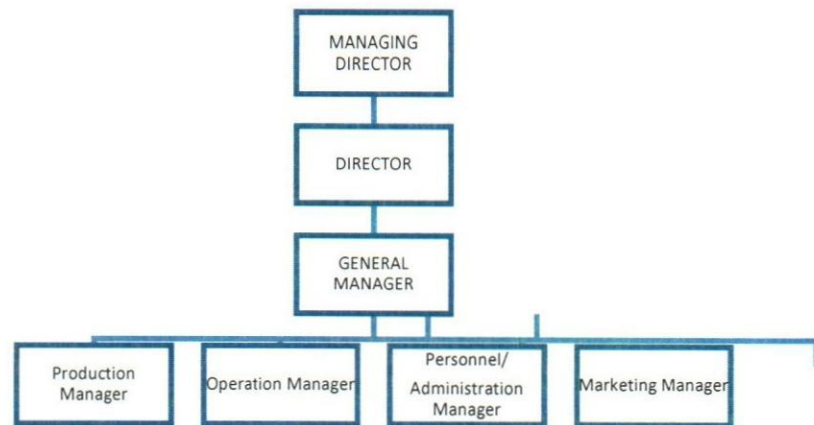 MANAGING
DIRECTOR
DIRECTOR
GENERAL
MANAGER
Production
Manager
Operation Manager
Personnel/
Administration
Manager
Marketing Manager